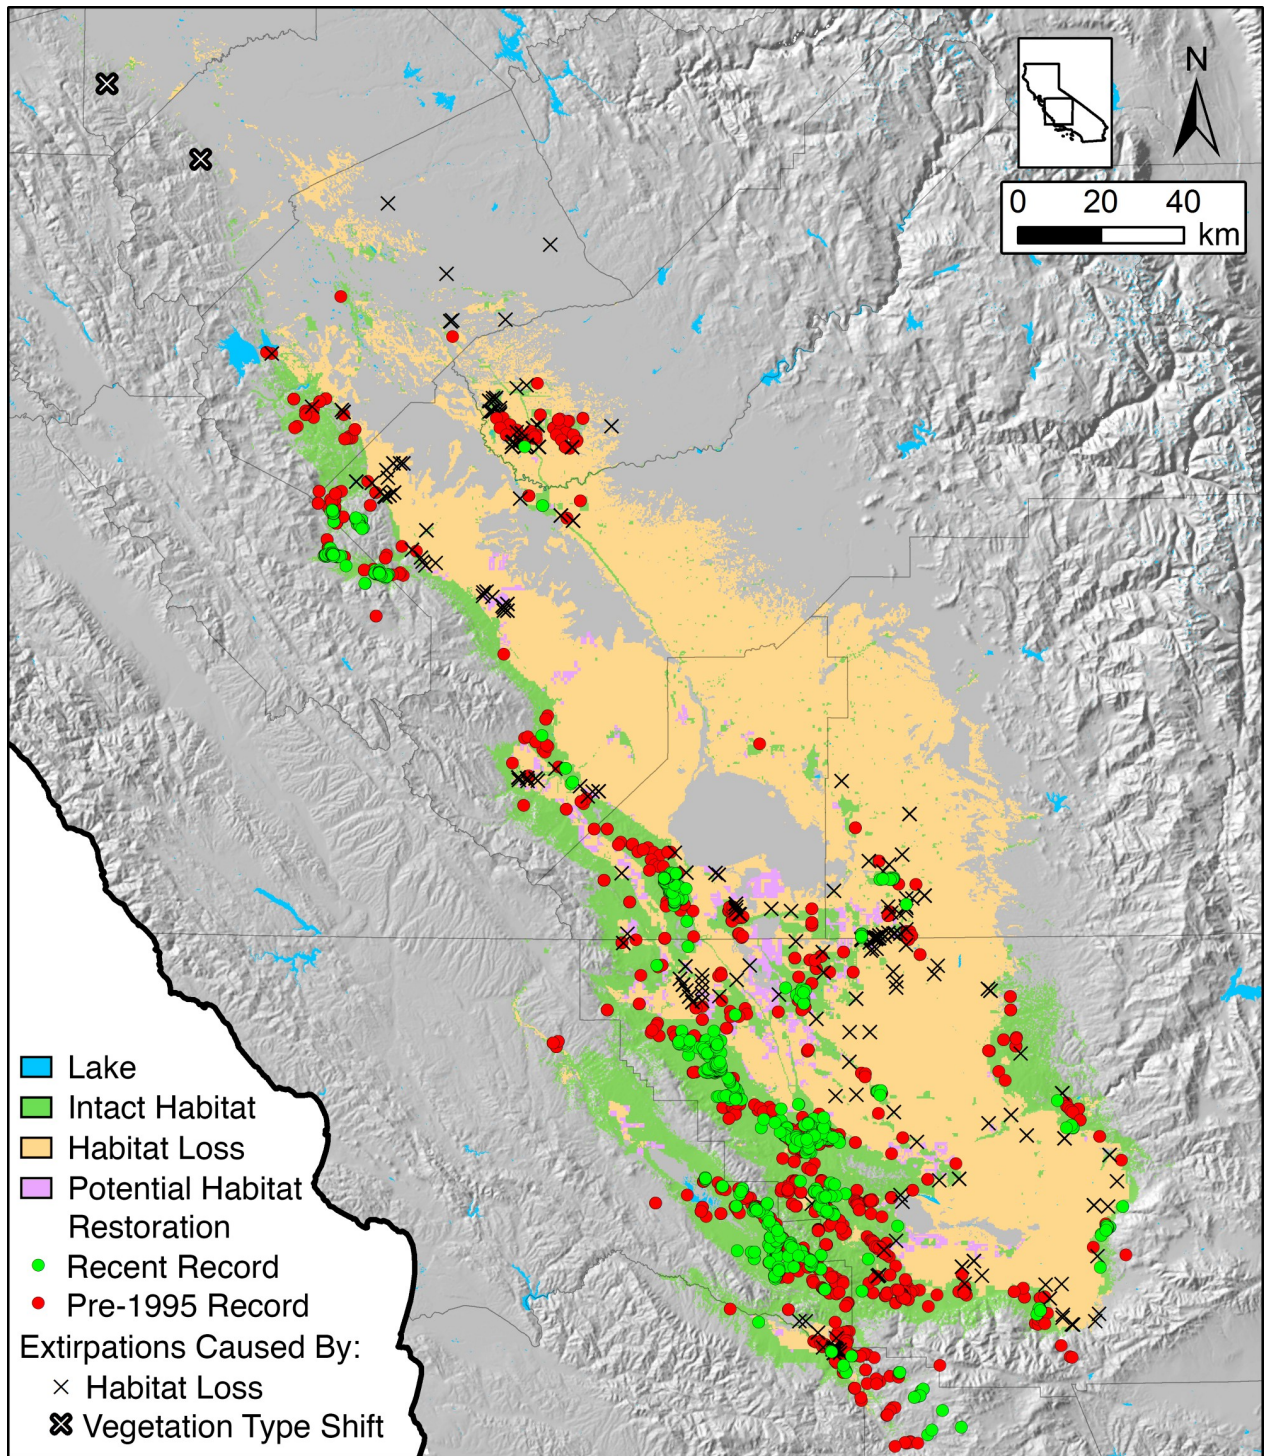 N
0 20 40
km
Lake
Intact Habitat
Habitat Loss
Potential Habitat
Restoration
Recent Record
Pre-1995 Record
Extirpations Caused By:
Habitat Loss
Vegetation Type Shift